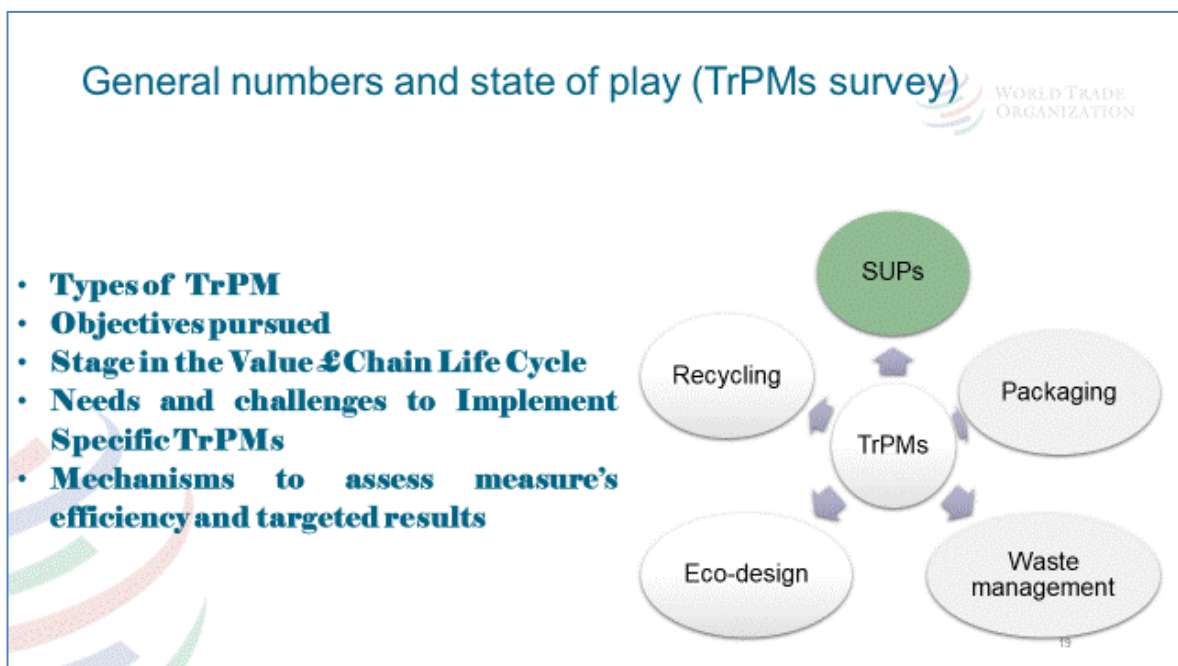 General numbers and state of play (TrPMs survey)
WORLD TRADE
ORGANIZATION
• Types of TrPM
• Objectives pursued
• Stage in the Value £Chain Life Cycle
• Needs and challenges to Implement
Specific TrPMs
• Mechanisms to assess measure's
efficiency and targeted results
SUPs
Recycling
Packaging
TrPMs
Eco-design
Waste
management
19